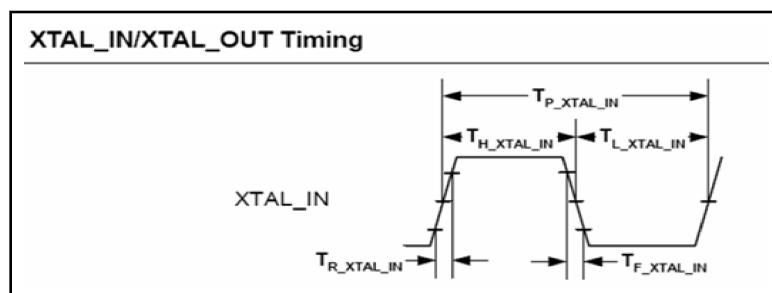 XTAL_IN/XTAL_OUT Timing
T_P_XTAL_IN
T_H_XTAL_IN T_L_XTAL_IN
XTAL_IN
T_R_XTAL_IN T_F_XTAL_IN